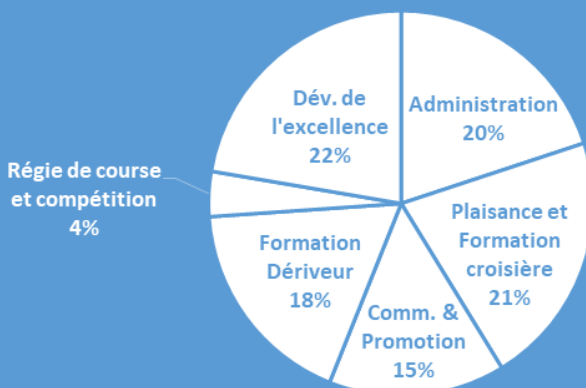 Dév. de
l'excellence
22%
Administration
20%
Régie de course
et compétition
4%
Plaisance et
Formation
croisière
21%
Formation
Dériveur
18%
Comm. &
Promotion
15%